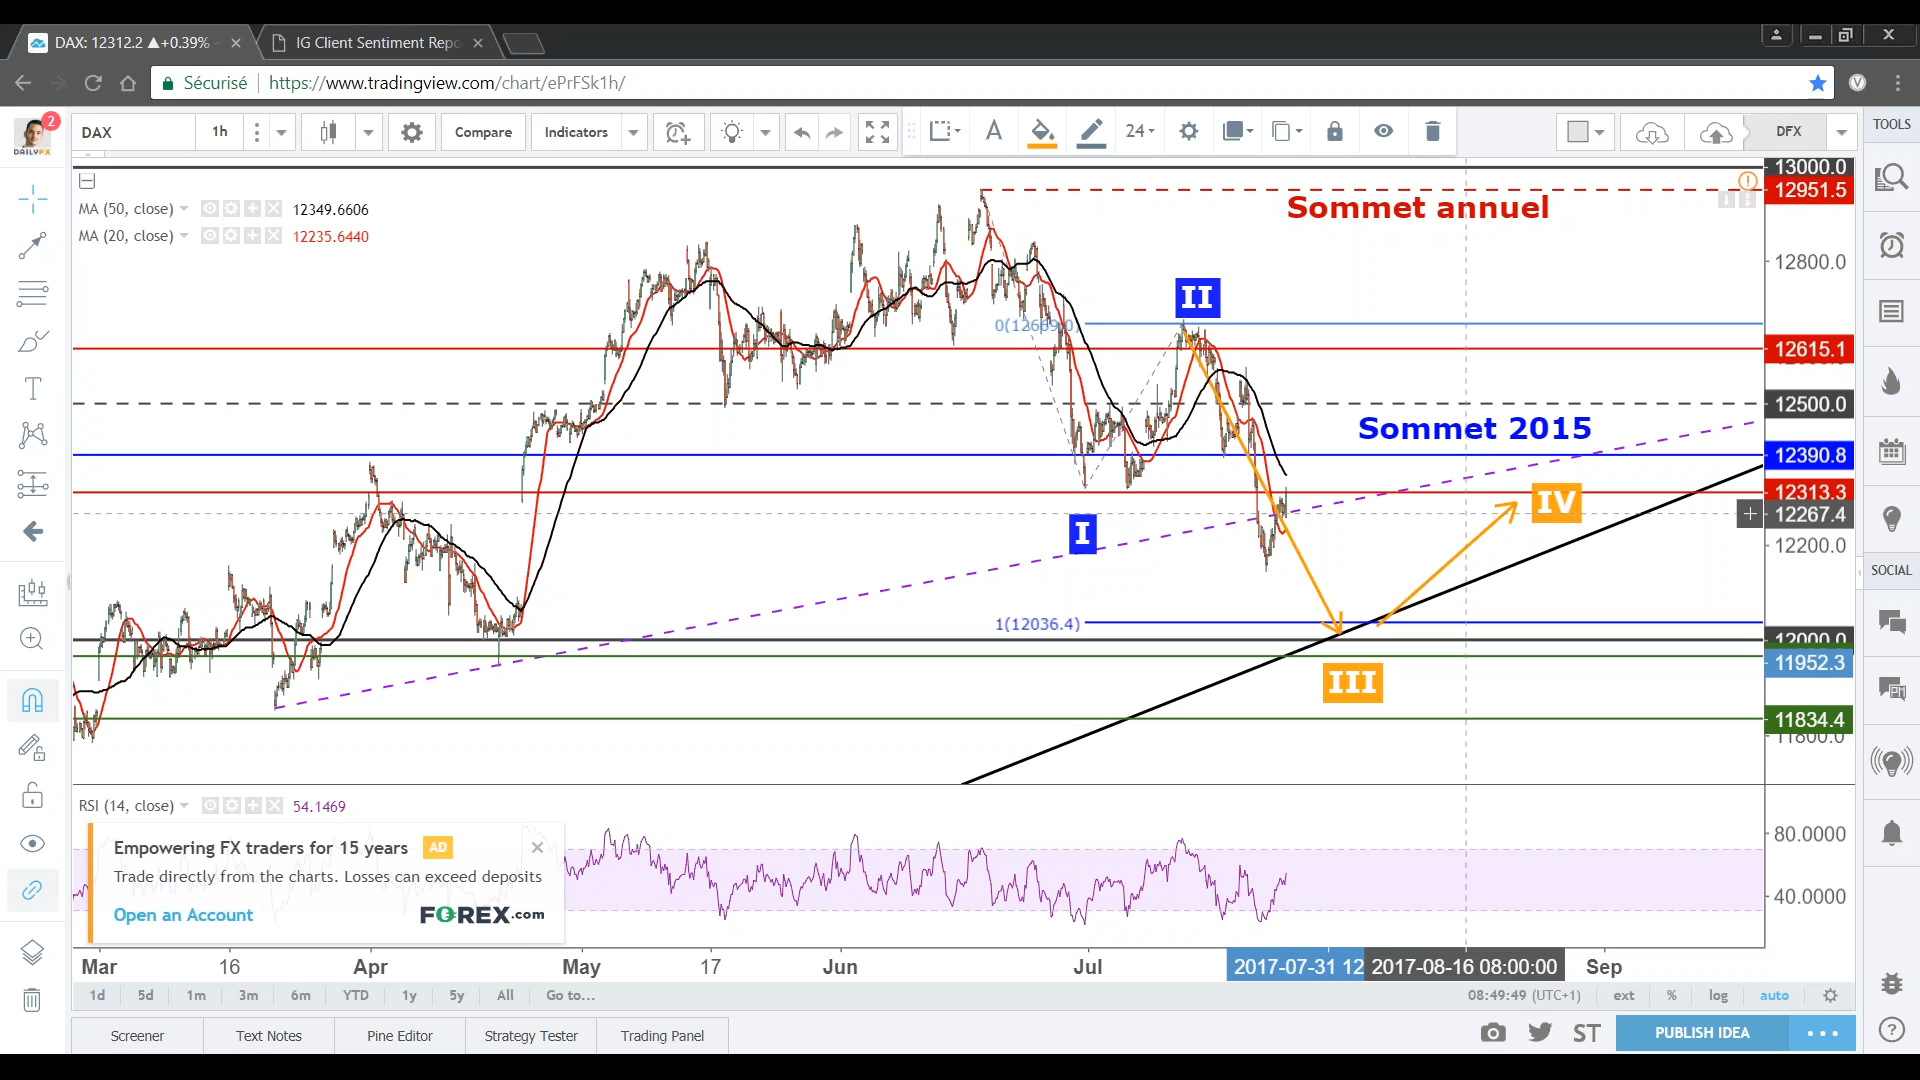 DAX: 12312.2 ▲+0.39%
IG Client Sentiment Repo
Sécurisé
https://www.tradingview.com/chart/ePrFSk1h/
2
DAILYFX
DAX
1h
Compare
Indicators
24
DFX
TOOLS
MA (50, close)
12349.6606
MA (20, close)
12235.6440
Sommet annuel
II
0(12669.0)
Sommet 2015
I
IV
1(12036.4)
III
13000.0
12951.5
12800.0
12615.1
12500.0
12390.8
12313.3
12267.4
12200.0
12000.0
11952.3
11834.4
11800.0
SOCIAL
RSI (14, close)
54.1469
80.0000
40.0000
Empowering FX traders for 15 years
AD
Trade directly from the charts. Losses can exceed deposits
Open an Account
FOREX.com
Mar
16
Apr
May
17
Jun
Jul
2017-07-31 12
2017-08-16 08:00:00
Sep
1d
5d
1m
3m
6m
YTD
1y
5y
All
Go to...
08:49:49 (UTC+1)
ext
%
log
auto
Screener
Text Notes
Pine Editor
Strategy Tester
Trading Panel
ST
PUBLISH IDEA